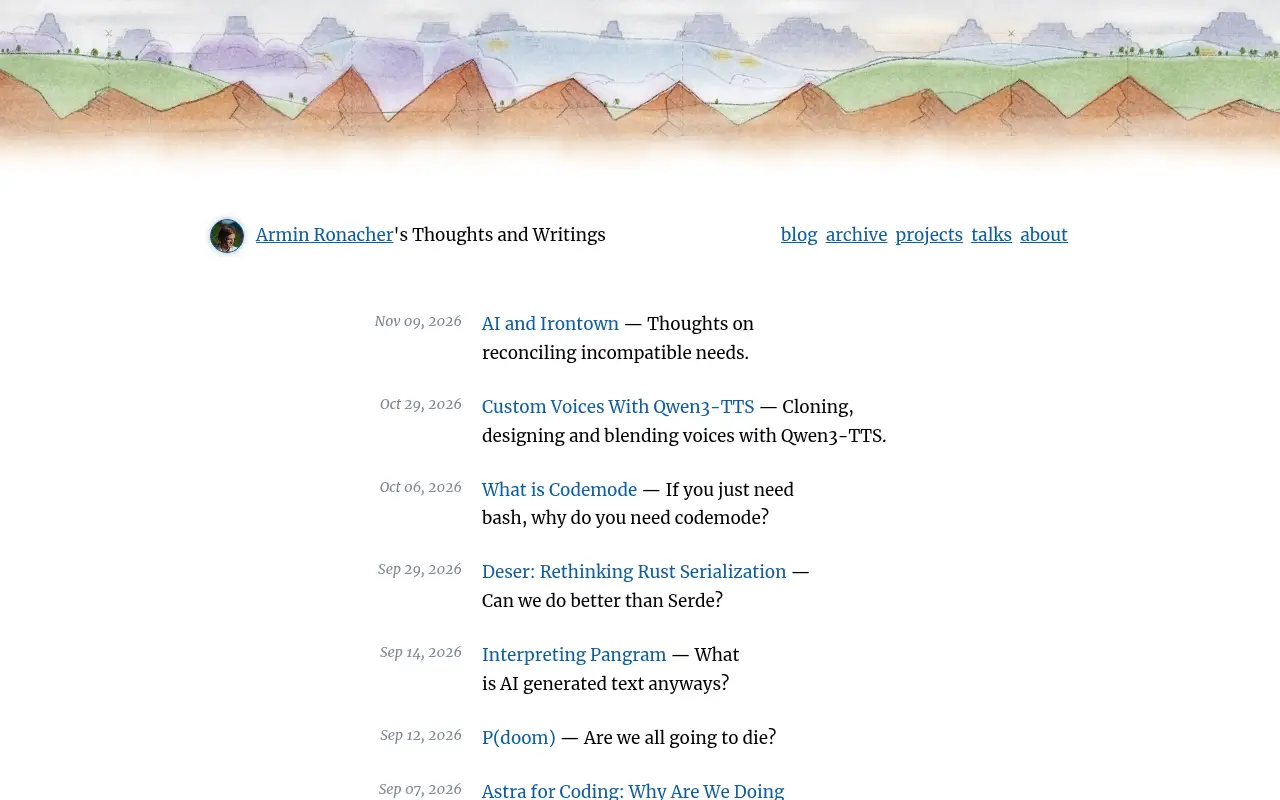 Armin Ronacher's Thoughts and Writings
blog archive projects talks about
Nov 09, 2026
AI and Irontown — Thoughts on
reconciling incompatible needs.
Oct 29, 2026
Custom Voices With Qwen3-TTS — Cloning,
designing and blending voices with Qwen3-TTS.
Oct 06, 2026
What is Codemode — If you just need
bash, why do you need codemode?
Sep 29, 2026
Deser: Rethinking Rust Serialization —
Can we do better than Serde?
Sep 14, 2026
Interpreting Pangram — What
is AI generated text anyways?
Sep 12, 2026
P(doom) — Are we all going to die?
Sep 07, 2026
Astra for Coding: Why Are We Doing